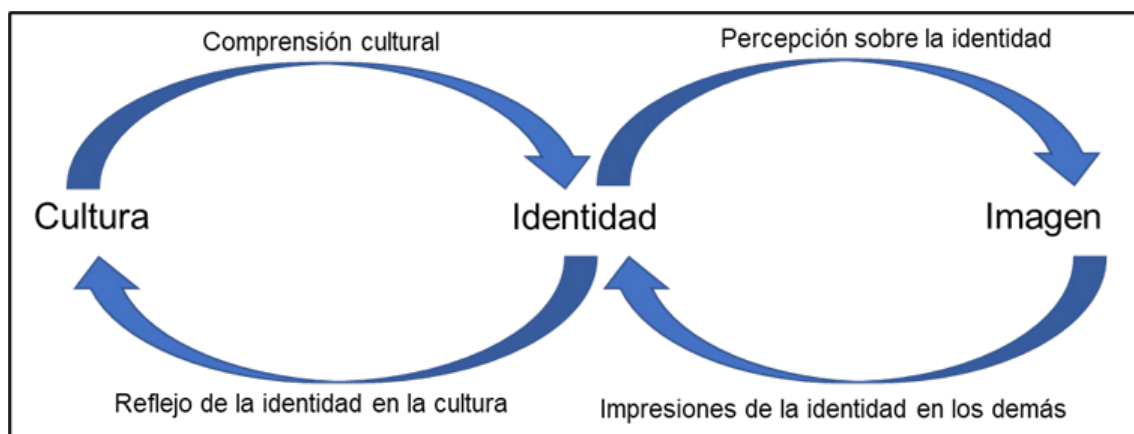 Comprensión cultural
Percepción sobre la identidad
Cultura
Identidad
Imagen
Reflejo de la identidad en la cultura
Impresiones de la identidad en los demás